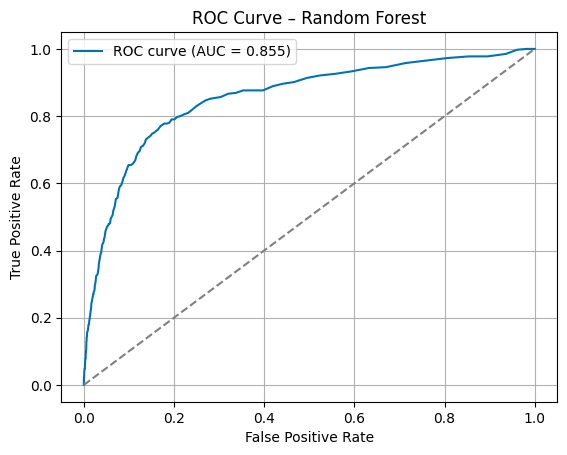 ROC Curve – Random Forest
ROC curve (AUC = 0.855)
True Positive Rate
1.0
0.8
0.6
0.4
0.2
0.0
0.0 0.2 0.4 0.6 0.8 1.0
False Positive Rate